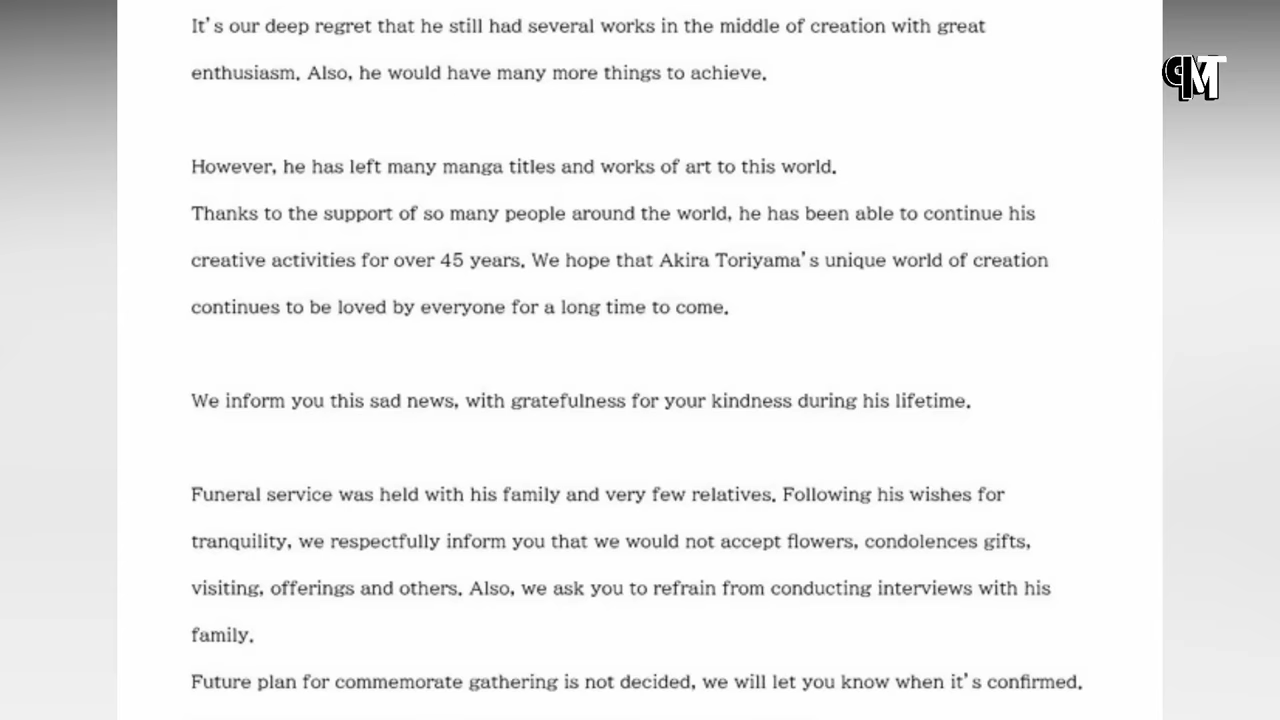 It's our deep regret that he still had several works in the middle of creation with great
enthusiasm. Also, he would have many more things to achieve.
However, he has left many manga titles and works of art to this world.
Thanks to the support of so many people around the world, he has been able to continue his
creative activities for over 45 years. We hope that Akira Toriyama's unique world of creation
continues to be loved by everyone for a long time to come.
We inform you this sad news, with gratefulness for your kindness during his lifetime.
Funeral service was held with his family and very few relatives. Following his wishes for
tranquility, we respectfully inform you that we would not accept flowers, condolences gifts,
visiting, offerings and others. Also, we ask you to refrain from conducting interviews with his
family.
Future plan for commemorate gathering is not decided, we will let you know when it's confirmed.